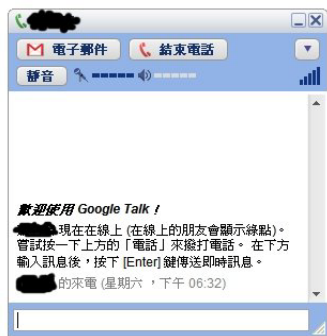 電子郵件 結束電話
靜音
歡迎使用 Google Talk！
現在在線上 (在線上的朋友會顯示綠點)。
嘗試按一下上方的「電話」來撥打電話。 在下方
輸入訊息後，按下 [Enter] 鍵傳送即時訊息。
的來電 (星期六 ，下午 06:32)